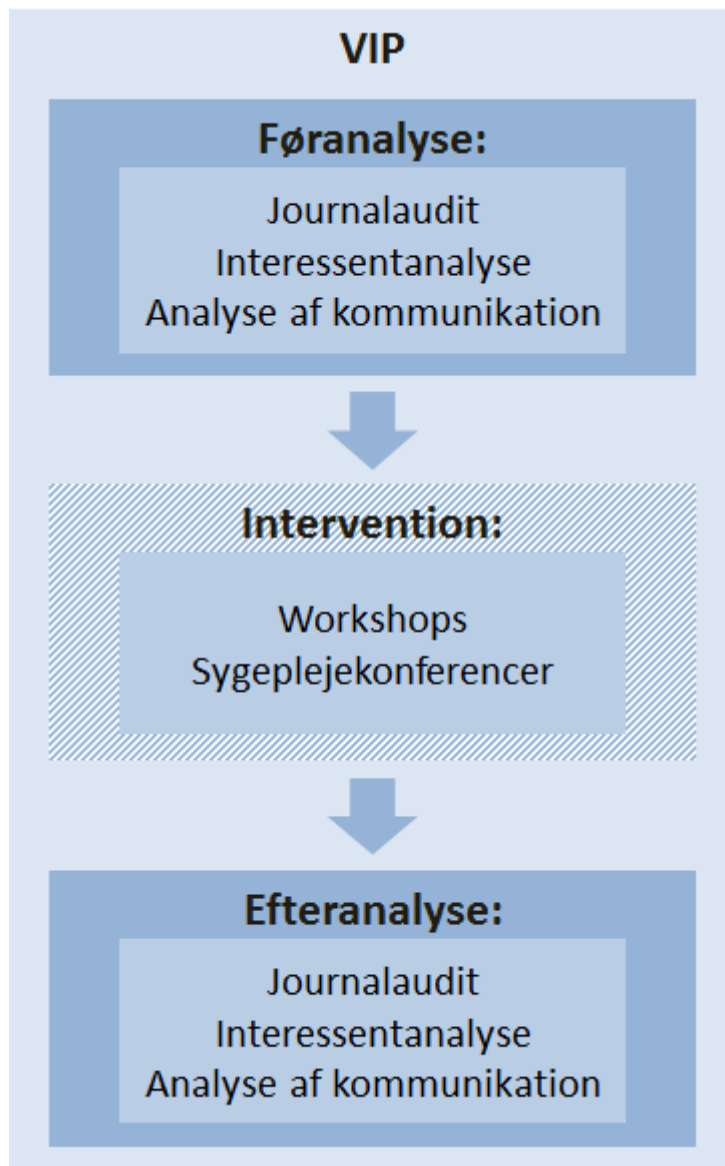 VIP
Føranalyse:
Journalaudit
Interessentanalyse
Analyse af kommunikation
Intervention:
Workshops
Sygeplejekonferencer
Efteranalyse:
Journalaudit
Interessentanalyse
Analyse af kommunikation